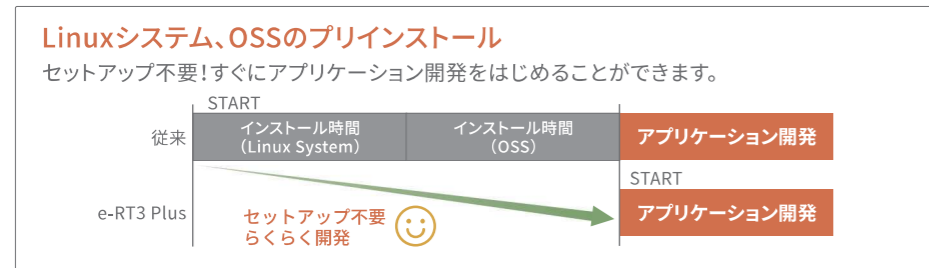 Linuxシステム、OSSのプリインストール
セットアップ不要！すぐにアプリケーション開発をはじめることができます。
START
従来
インストール時間
（Linux System）
インストール時間
（OSS）
アプリケーション開発
START
e-RT3 Plus
セットアップ不要
らくらく開発
アプリケーション開発